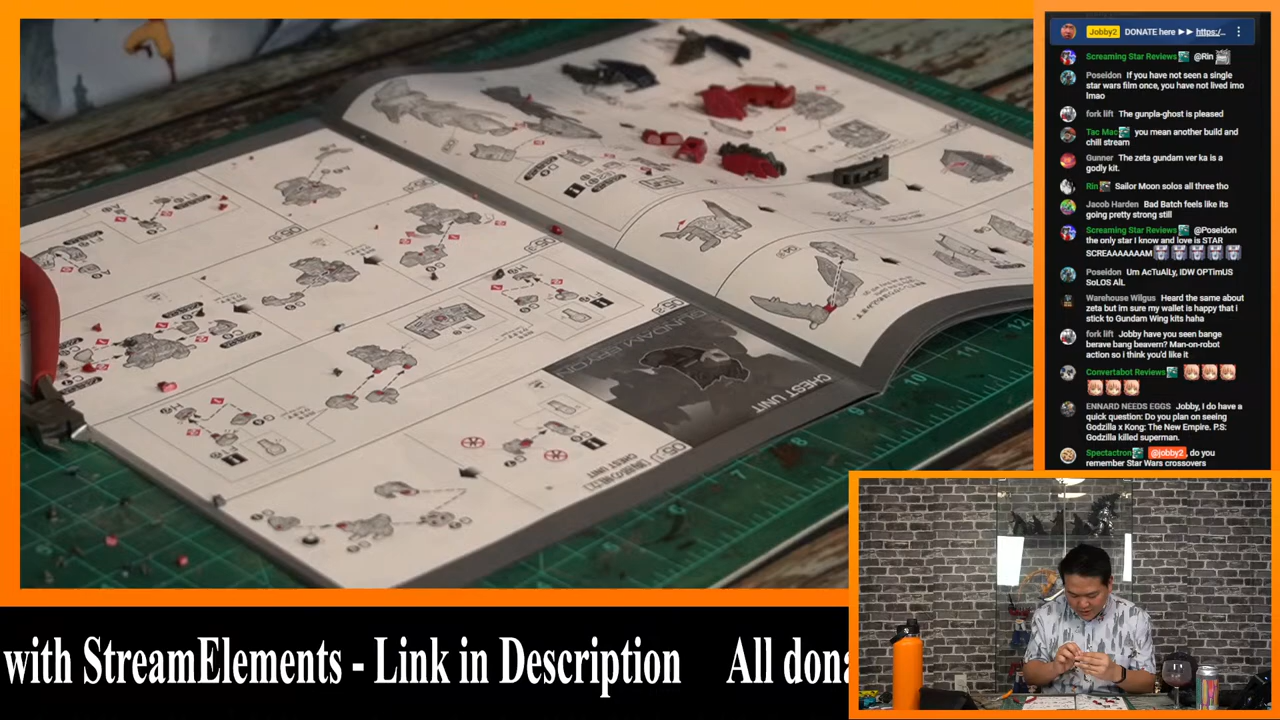 Jobby2 DONATE here ►► https:/...
Screaming Star Reviews @Rin
Poseidon If you have not seen a single
star wars film once, you have not lived imo
lmao
fork lift The gunpla-ghost is pleased
Tac Mac you mean another build and
chill stream
Gunner The zeta gundam ver ka is a
godly kit.
Rin Sailor Moon solos all three tho
Jacob Harden Bad Batch feels like its
going pretty strong still
Screaming Star Reviews @Poseidon
the only star I know and love is STAR
SCREAAAAAAAM
Poseidon Um AcTuAlLy, IDW OPTimUS
SoLOS AlL
Warehouse Wilgus Heard the same about
zeta but im sure my wallet is happy that i
stick to Gundam Wing kits haha
fork lift Jobby have you seen bange
berave bang beavern? Man-on-robot
action so i think you'd like it
Convertabot Reviews
ENNARD NEEDS EGGS Jobby, I do have a
quick question: Do you plan on seeing
Godzilla x Kong: The New Empire. P.S:
Godzilla killed superman.
Spectactron @jobby2, do you
remember Star Wars crossovers
CHEST UNIT
CHEST UNIT
8
9
10
11
12
with StreamElements - Link in Description All dona